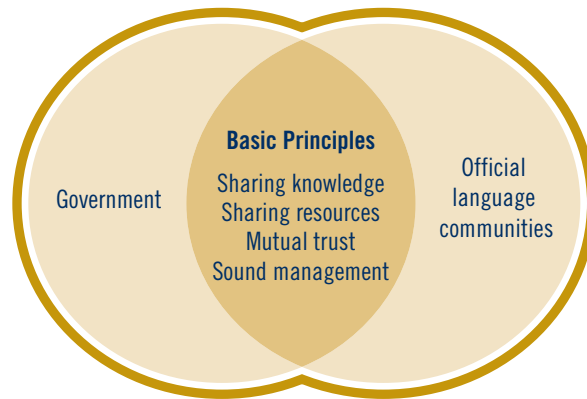 Government
Basic Principles
Sharing knowledge
Sharing resources
Mutual trust
Sound management
Official
language
communities